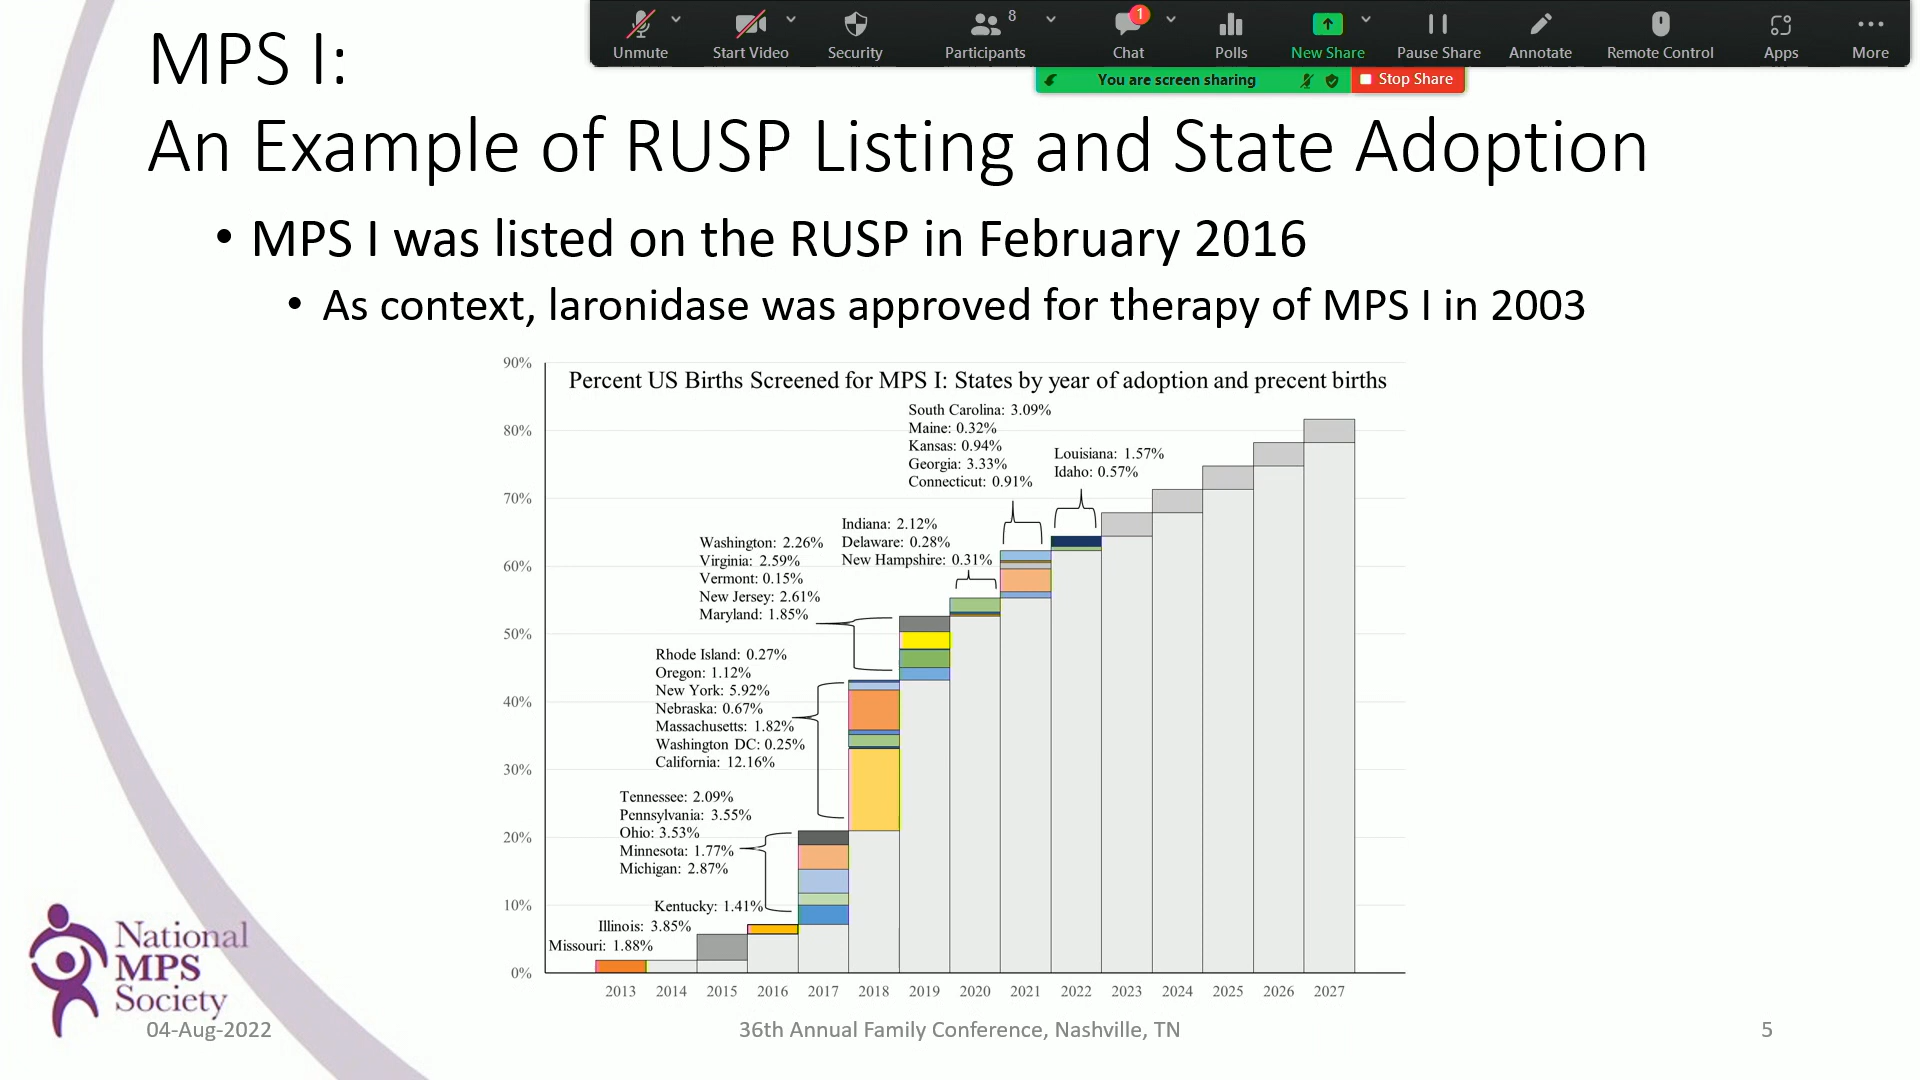 Unmute
Start Video
Security
8
Participants
1
Chat
Polls
New Share
Pause Share
Annotate
Remote Control
Apps
More
You are screen sharing
Stop Share
MPS I:
An Example of RUSP Listing and State Adoption
• MPS I was listed on the RUSP in February 2016
• As context, laronidase was approved for therapy of MPS I in 2003
Percent US Births Screened for MPS I: States by year of adoption and precent births
90%
80%
70%
60%
50%
40%
30%
20%
10%
0%
South Carolina: 3.09%
Maine: 0.32%
Kansas: 0.94%
Georgia: 3.33%
Connecticut: 0.91%
Louisiana: 1.57%
Idaho: 0.57%
Indiana: 2.12%
Delaware: 0.28%
New Hampshire: 0.31%
Washington: 2.26%
Virginia: 2.59%
Vermont: 0.15%
New Jersey: 2.61%
Maryland: 1.85%
Rhode Island: 0.27%
Oregon: 1.12%
New York: 5.92%
Nebraska: 0.67%
Massachusetts: 1.82%
Washington DC: 0.25%
California: 12.16%
Tennessee: 2.09%
Pennsylvania: 3.55%
Ohio: 3.53%
Minnesota: 1.77%
Michigan: 2.87%
Kentucky: 1.41%
Illinois: 3.85%
Missouri: 1.88%
2013 2014 2015 2016 2017 2018 2019 2020 2021 2022 2023 2024 2025 2026 2027
National
MPS
Society
04-Aug-2022
36th Annual Family Conference, Nashville, TN
5